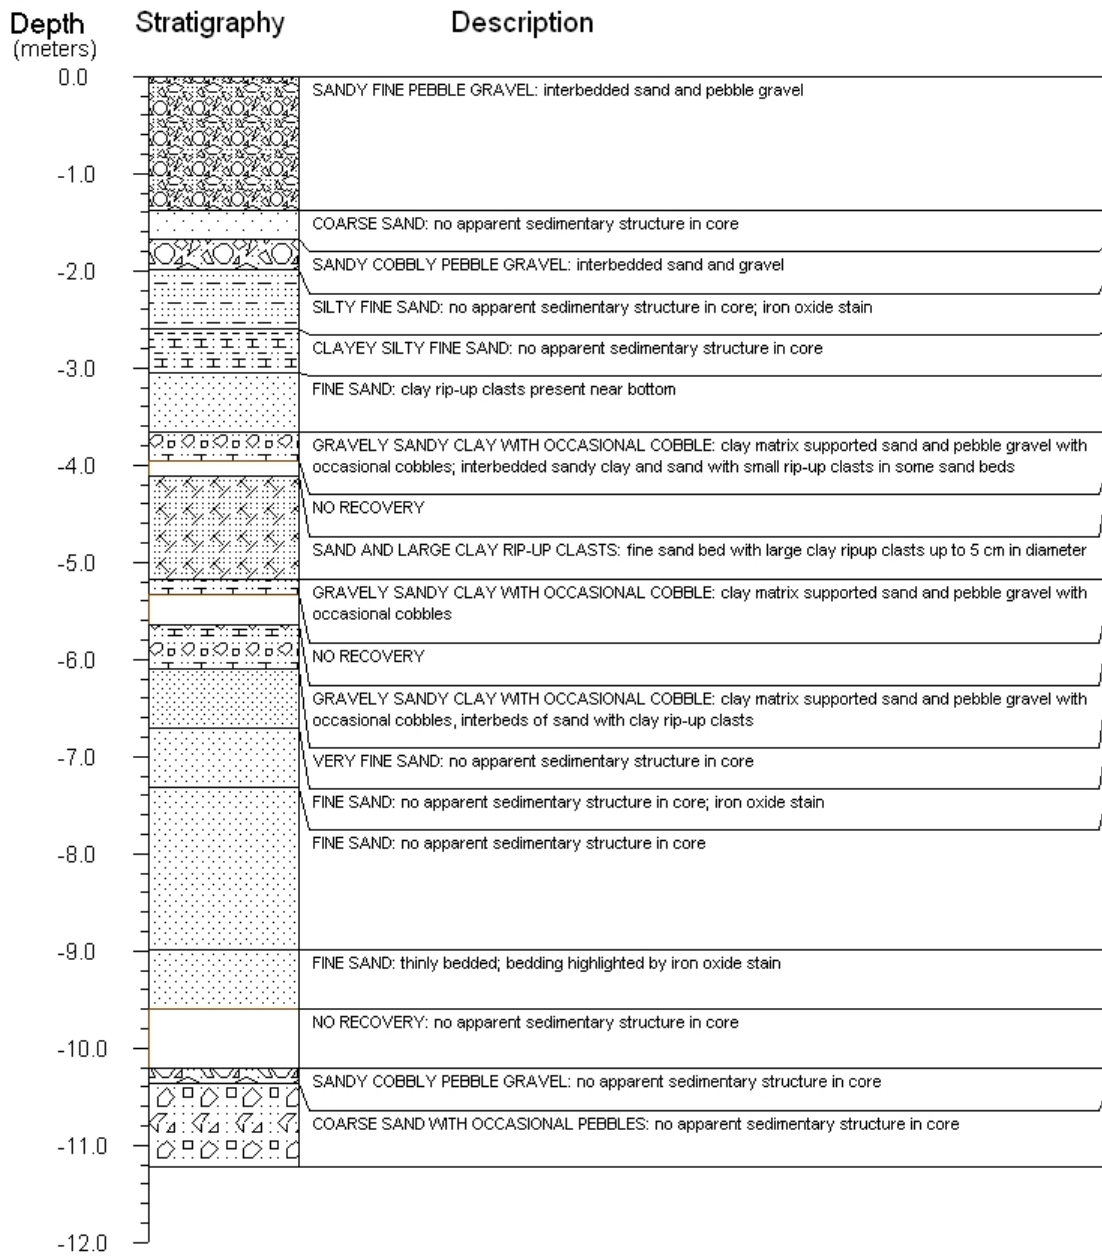 Depth Stratigraphy Description
(meters)
0.0
SANDY FINE PEBBLE GRAVEL: interbedded sand and pebble gravel
-1.0
COARSE SAND: no apparent sedimentary structure in core
SANDY COBBLY PEBBLE GRAVEL: interbedded sand and gravel
-2.0
SILTY FINE SAND: no apparent sedimentary structure in core; iron oxide stain
CLAYEY SILTY FINE SAND: no apparent sedimentary structure in core
-3.0
FINE SAND: clay rip-up clasts present near bottom
GRAVELY SANDY CLAY WITH OCCASIONAL COBBLE: clay matrix supported sand and pebble gravel with
-4.0
occasional cobbles; interbedded sandy clay and sand with small rip-up clasts in some sand beds
NO RECOVERY
SAND AND LARGE CLAY RIP-UP CLASTS: fine sand bed with large clay ripup clasts up to 5 cm in diameter
-5.0
GRAVELY SANDY CLAY WITH OCCASIONAL COBBLE: clay matrix supported sand and pebble gravel with
occasional cobbles
NO RECOVERY
-6.0
GRAVELY SANDY CLAY WITH OCCASIONAL COBBLE: clay matrix supported sand and pebble gravel with
occasional cobbles, interbeds of sand with clay rip-up clasts
-7.0
VERY FINE SAND: no apparent sedimentary structure in core
FINE SAND: no apparent sedimentary structure in core; iron oxide stain
FINE SAND: no apparent sedimentary structure in core
-8.0
-9.0
FINE SAND: thinly bedded; bedding highlighted by iron oxide stain
NO RECOVERY: no apparent sedimentary structure in core
-10.0
SANDY COBBLY PEBBLE GRAVEL: no apparent sedimentary structure in core
COARSE SAND WITH OCCASIONAL PEBBLES: no apparent sedimentary structure in core
-11.0
-12.0